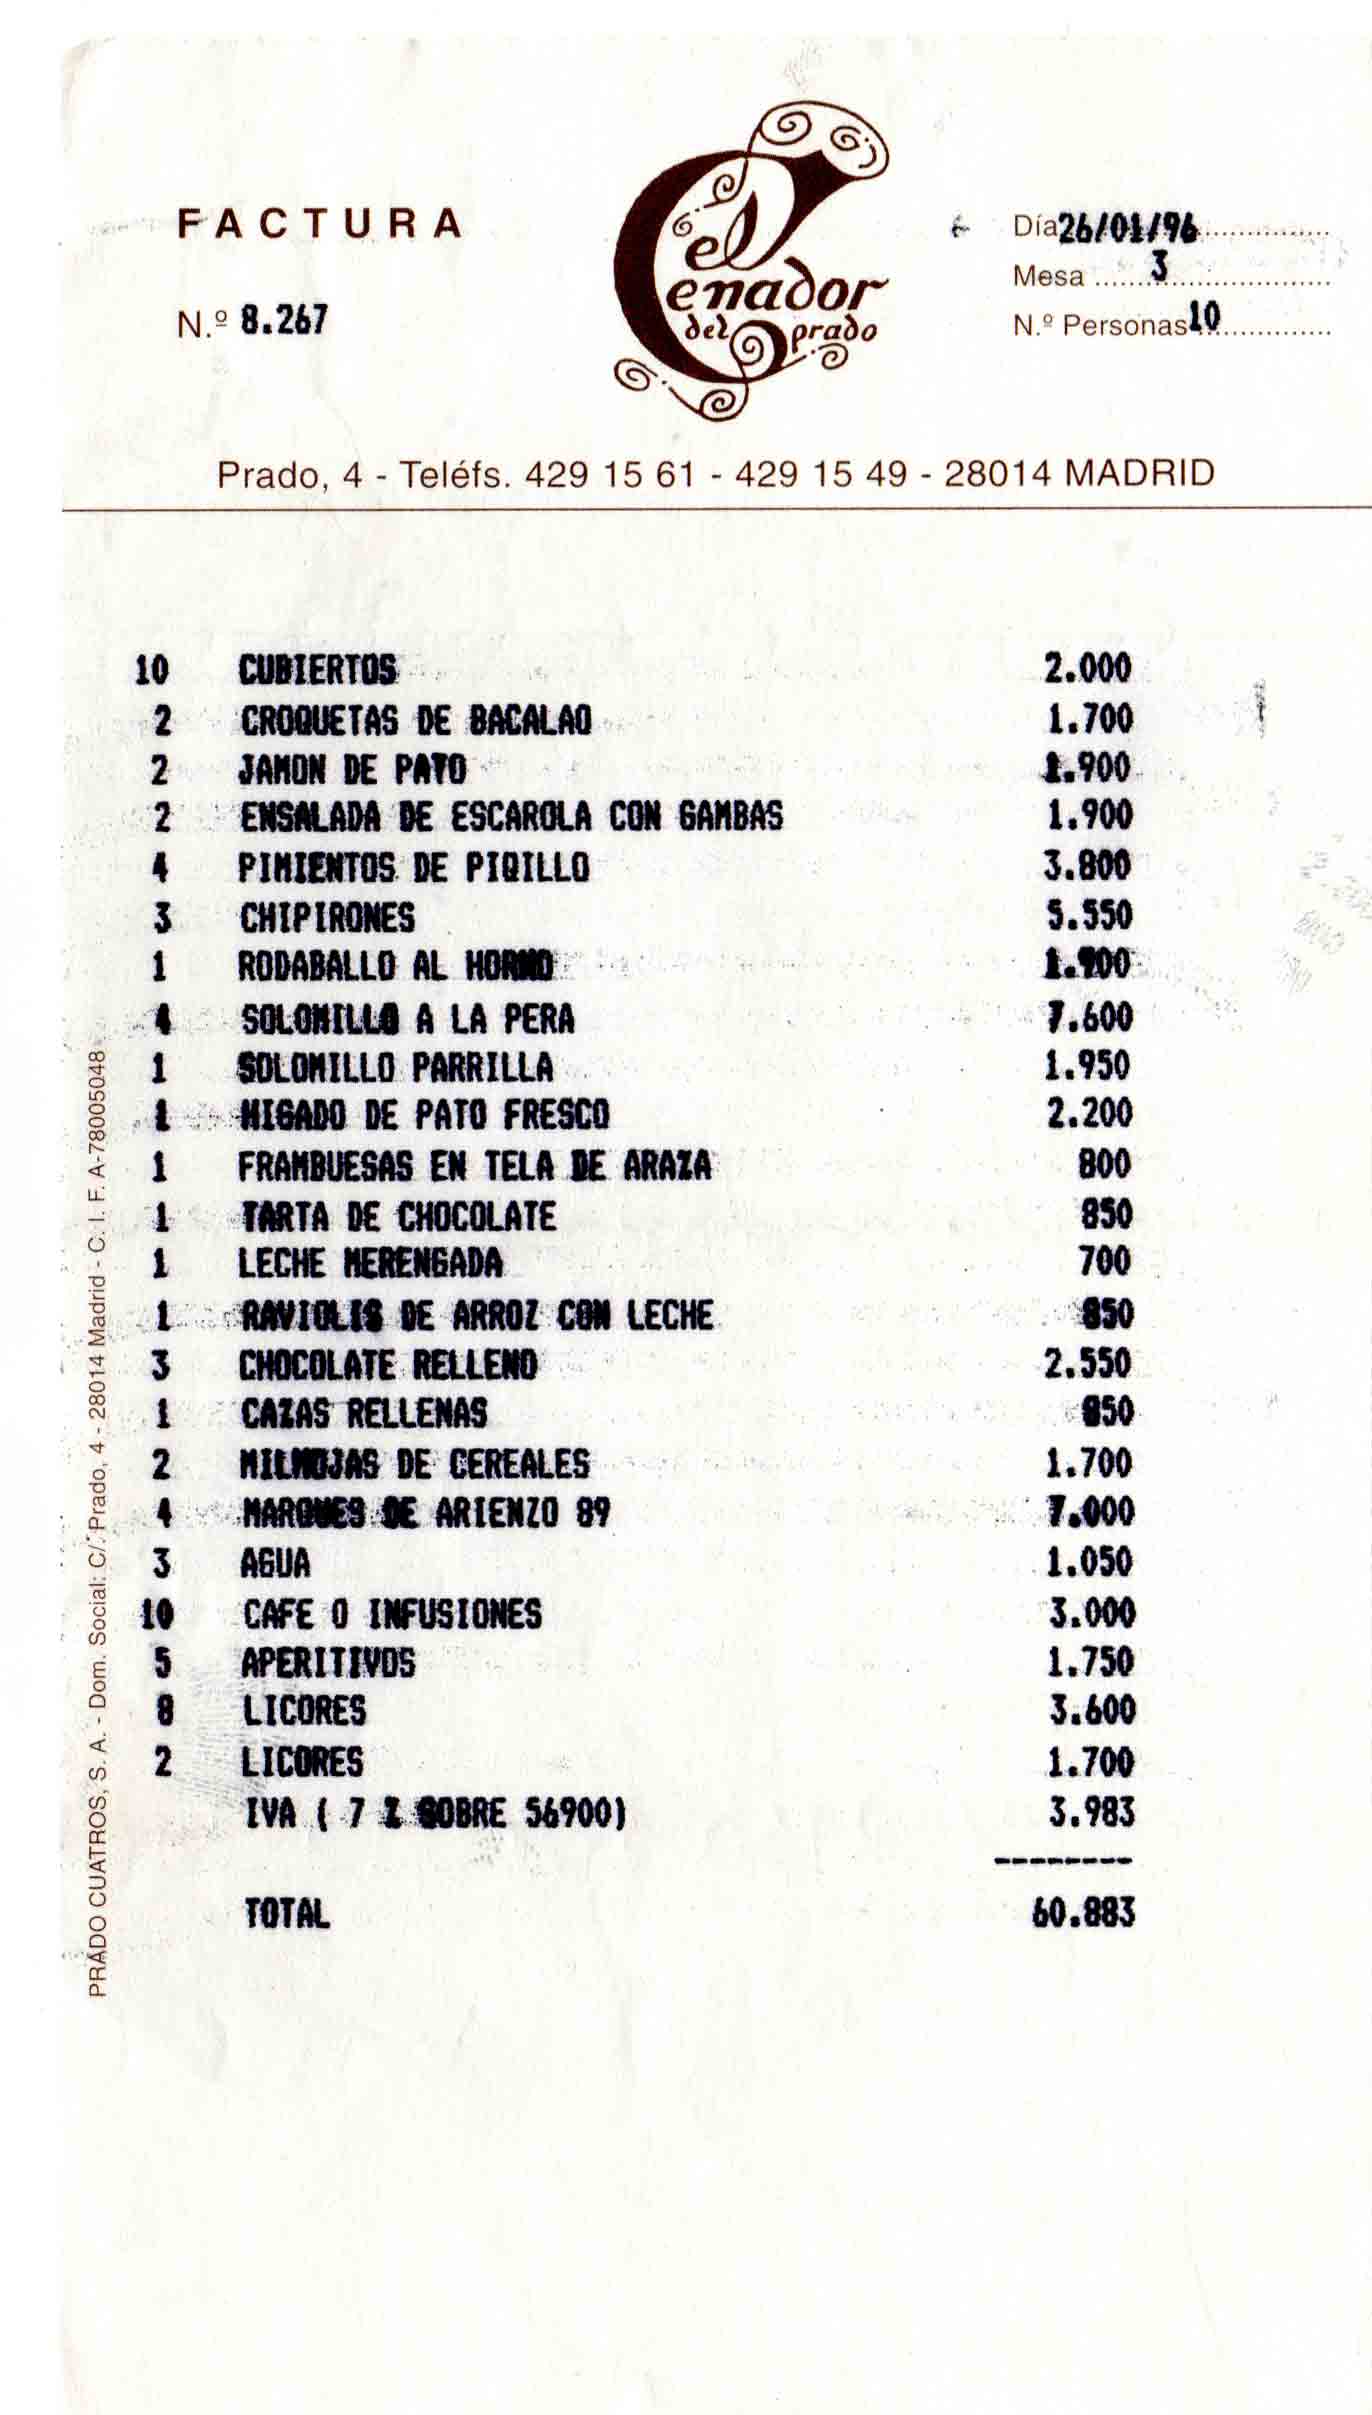 FACTURA
N.º 8.267
el Cenador del prado
Día 26/01/96
Mesa 3
N.º Personas 10
Prado, 4 - Teléfs. 429 15 61 - 429 15 49 - 28014 MADRID
10 CUBIERTOS 2.000
2 CROQUETAS DE BACALAO 1.700
2 JAMON DE PATO 1.900
2 ENSALADA DE ESCAROLA CON GAMBAS 1.900
4 PIMIENTOS DE PIQILLO 3.800
3 CHIPIRONES 5.550
1 RODABALLO AL HORNO 1.900
4 SOLOMILLO A LA PERA 7.600
1 SOLOMILLO PARRILLA 1.950
1 HIGADO DE PATO FRESCO 2.200
1 FRAMBUESAS EN TELA DE ARAZA 800
1 TARTA DE CHOCOLATE 850
1 LECHE MERENGADA 700
1 RAVIOLIS DE ARROZ CON LECHE 850
3 CHOCOLATE RELLENO 2.550
1 CAZAS RELLENAS 850
2 MILHOJAS DE CEREALES 1.700
4 MARQUES DE ARIENZO 89 7.000
3 AGUA 1.050
10 CAFE O INFUSIONES 3.000
5 APERITIVOS 1.750
8 LICORES 3.600
2 LICORES 1.700
IVA ( 7 % SOBRE 56900) 3.983
--------
TOTAL 60.883
PRADO CUATROS, S. A. - Dom. Social: C/. Prado, 4 - 28014 Madrid - C. I. F. A-78005048